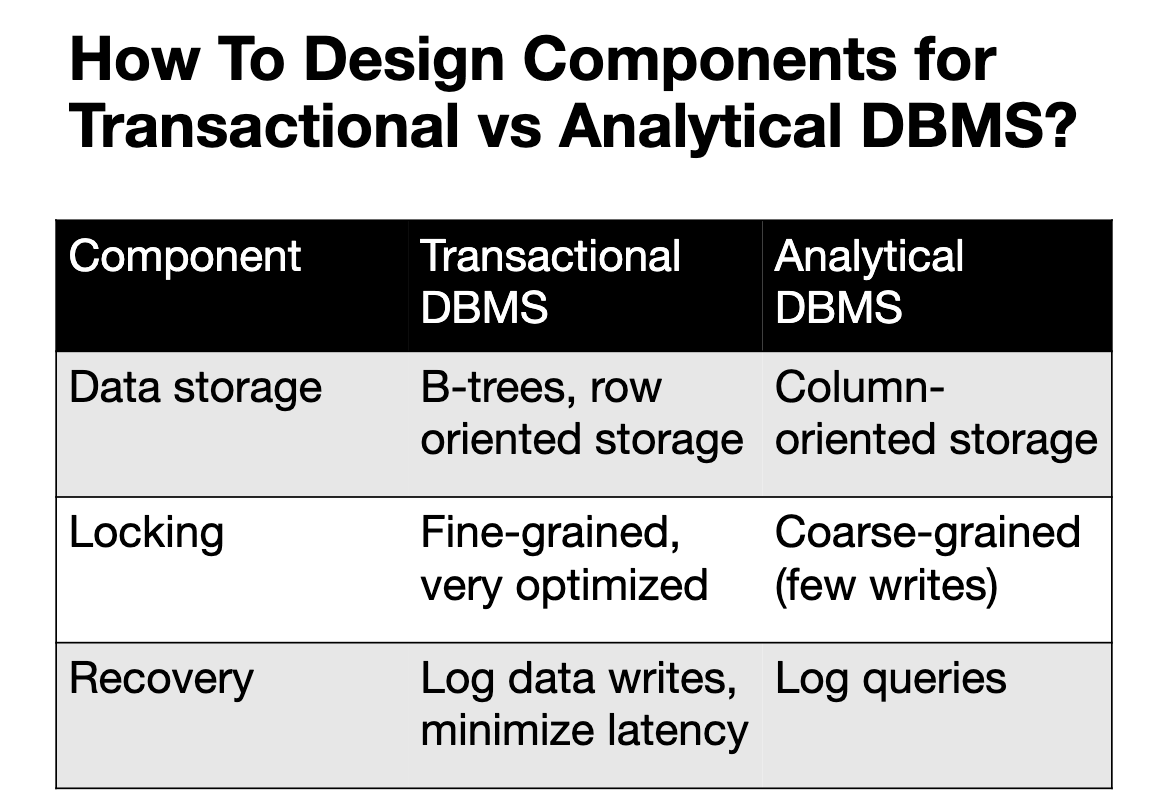 How To Design Components for
Transactional vs Analytical DBMS?
Component
Transactional
DBMS
Analytical
DBMS
Data storage
B-trees, row
oriented storage
Column-
oriented storage
Locking
Fine-grained,
very optimized
Coarse-grained
(few writes)
Recovery
Log data writes,
minimize latency
Log queries